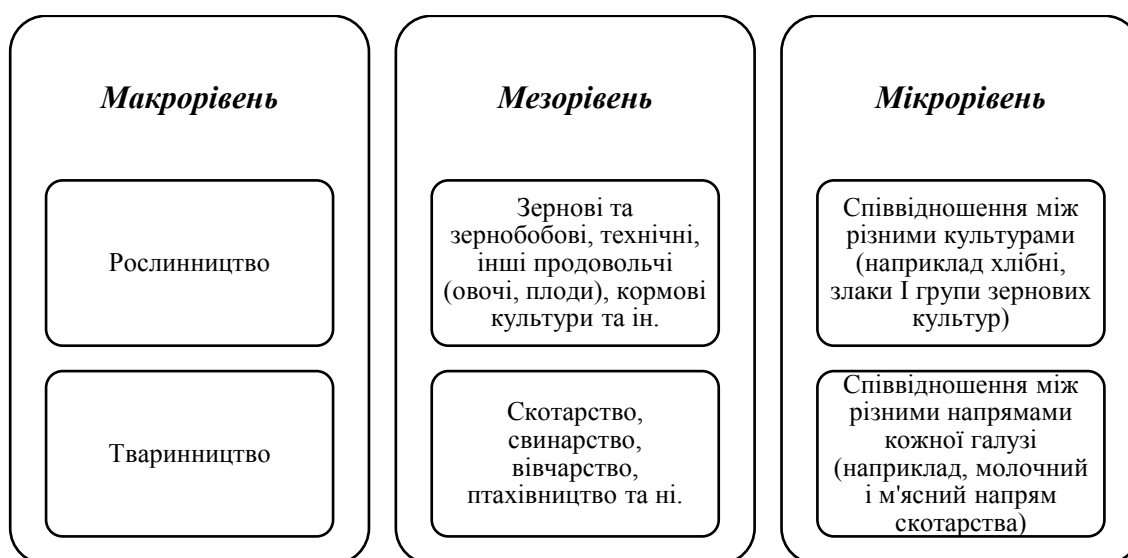 Макрорівень
Рослинництво
Тваринництво
Мезорівень
Зернові та
зернобобові, технічні,
інші продовольчі
(овочі, плоди), кормові
культури та ін.
Скотарство,
свинарство,
вівчарство,
птахівництво та ні.
Мікрорівень
Співвідношення між
різними культурами
(наприклад хлібні,
злаки І групи зернових
культур)
Співвідношення між
різними напрямами
кожної галузі
(наприклад, молочний
і м'ясний напрям
скотарства)